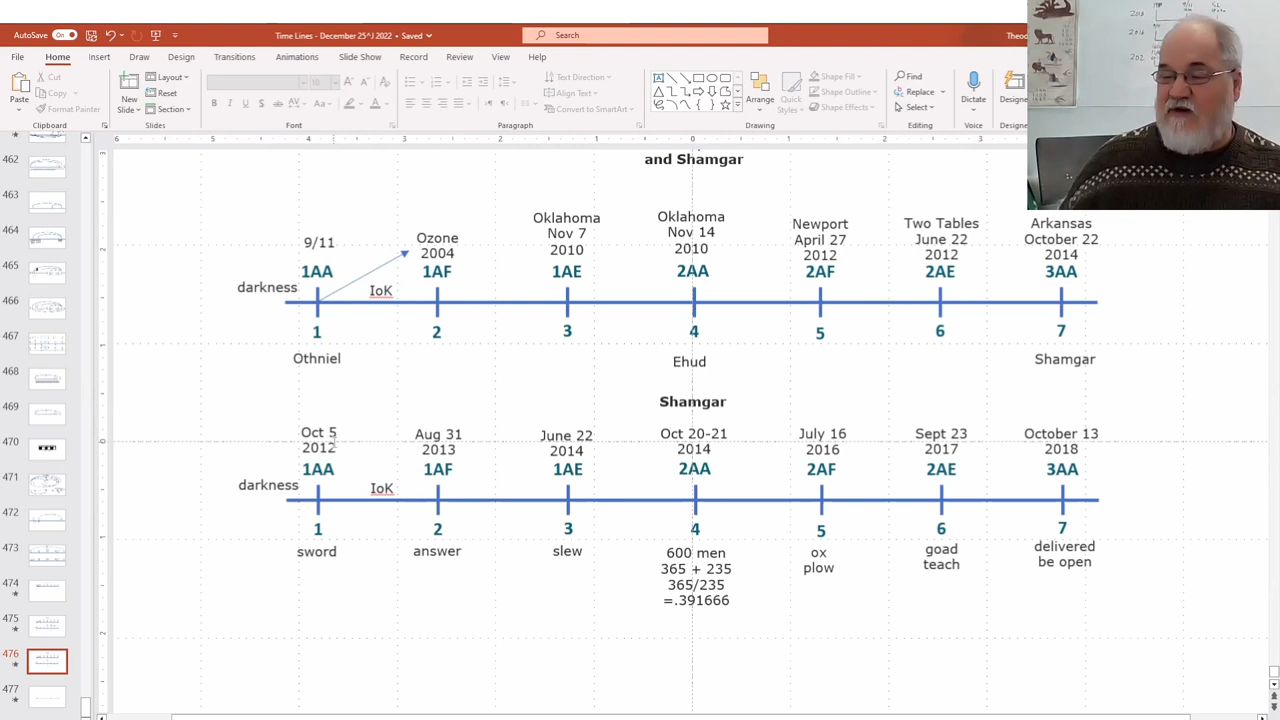 AutoSave On Time Lines - December 25^J 2022 • Saved Search Theod
File Home Insert Draw Design Transitions Animations Slide Show Record Review View Help
Paste Cut Copy Format Painter
Clipboard
New Slide Layout Reset Section
Slides
Font
Text Direction Align Text Convert to SmartArt
Paragraph
Arrange Quick Styles Shape Fill Shape Outline Shape Effects
Drawing
Find Replace Select
Editing
Dictate
Voice
Designer
and Shamgar
9/11
Ozone
2004
Oklahoma
Nov 7
2010
Oklahoma
Nov 14
2010
Newport
April 27
2012
Two Tables
June 22
2012
Arkansas
October 22
2014
1AA 1AF 1AE 2AA 2AF 2AE 3AA
darkness IoK
1 2 3 4 5 6 7
Othniel Ehud Shamgar
Shamgar
Oct 5
2012
Aug 31
2013
June 22
2014
Oct 20-21
2014
July 16
2016
Sept 23
2017
October 13
2018
1AA 1AF 1AE 2AA 2AF 2AE 3AA
darkness IoK
1 2 3 4 5 6 7
sword
answer
slew
600 men
365 + 235
365/235
=.391666
ox
plow
goad
teach
delivered
be open
462
463
464
465
466
467
468
469
470
471
472
473
474
475
476
477